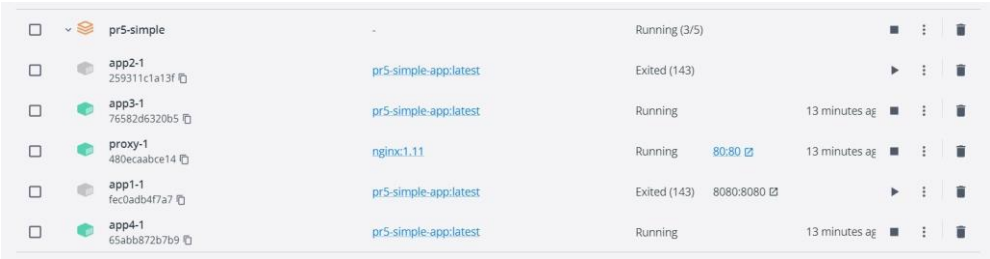 pr5-simple - Running (3/5)
app2-1
259311c1a13f pr5-simple-app:latest Exited (143)
app3-1
76582d6320b5 pr5-simple-app:latest Running 13 minutes ag
proxy-1
480ecaabce14 nginx:1.11 Running 80:80 13 minutes ag
app1-1
fec0adb4f7a7 pr5-simple-app:latest Exited (143) 8080:8080
app4-1
65abb872b7b9 pr5-simple-app:latest Running 13 minutes ag